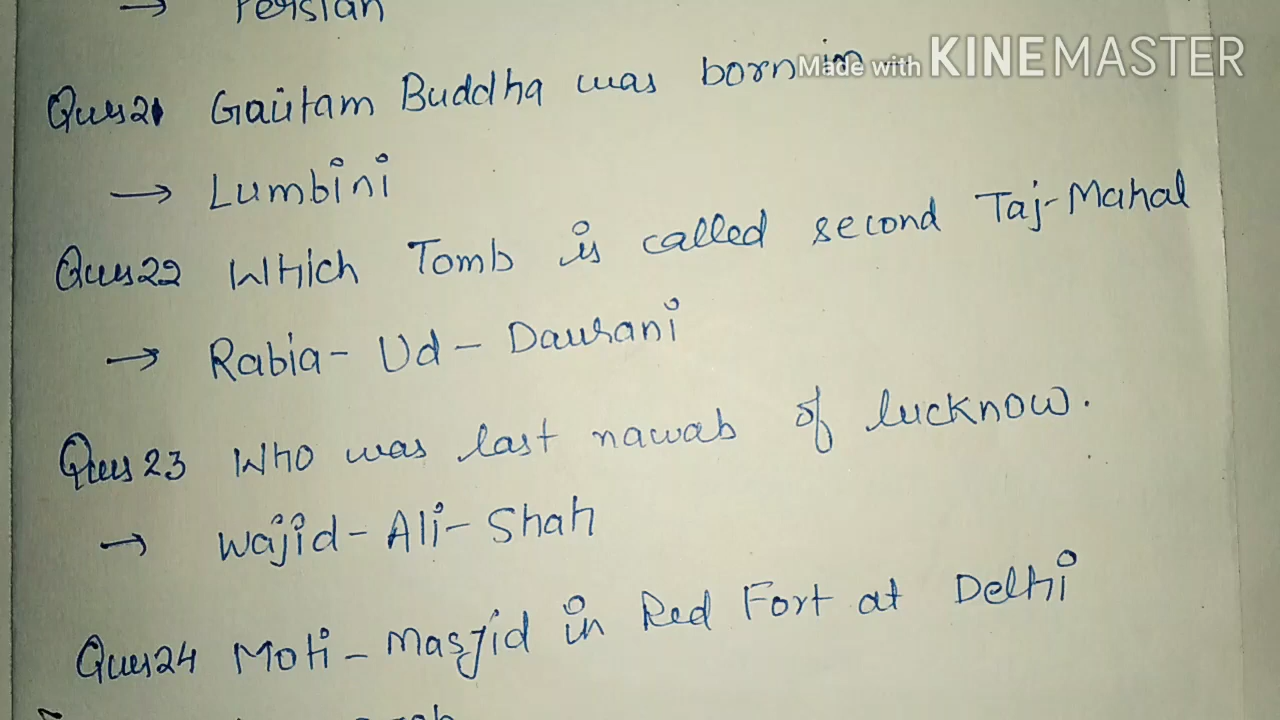 → Persian
Made with KINEMASTER
Ques21 Gautam Buddha was born in -
→ Lumbini
Ques22 Which Tomb is called second Taj-Mahal
→ Rabia-Ud-Daurani
Ques23 Who was last nawab of lucknow.
→ Wajid-Ali-Shah
Ques24 Moti-Masjid in Red Fort at Delhi